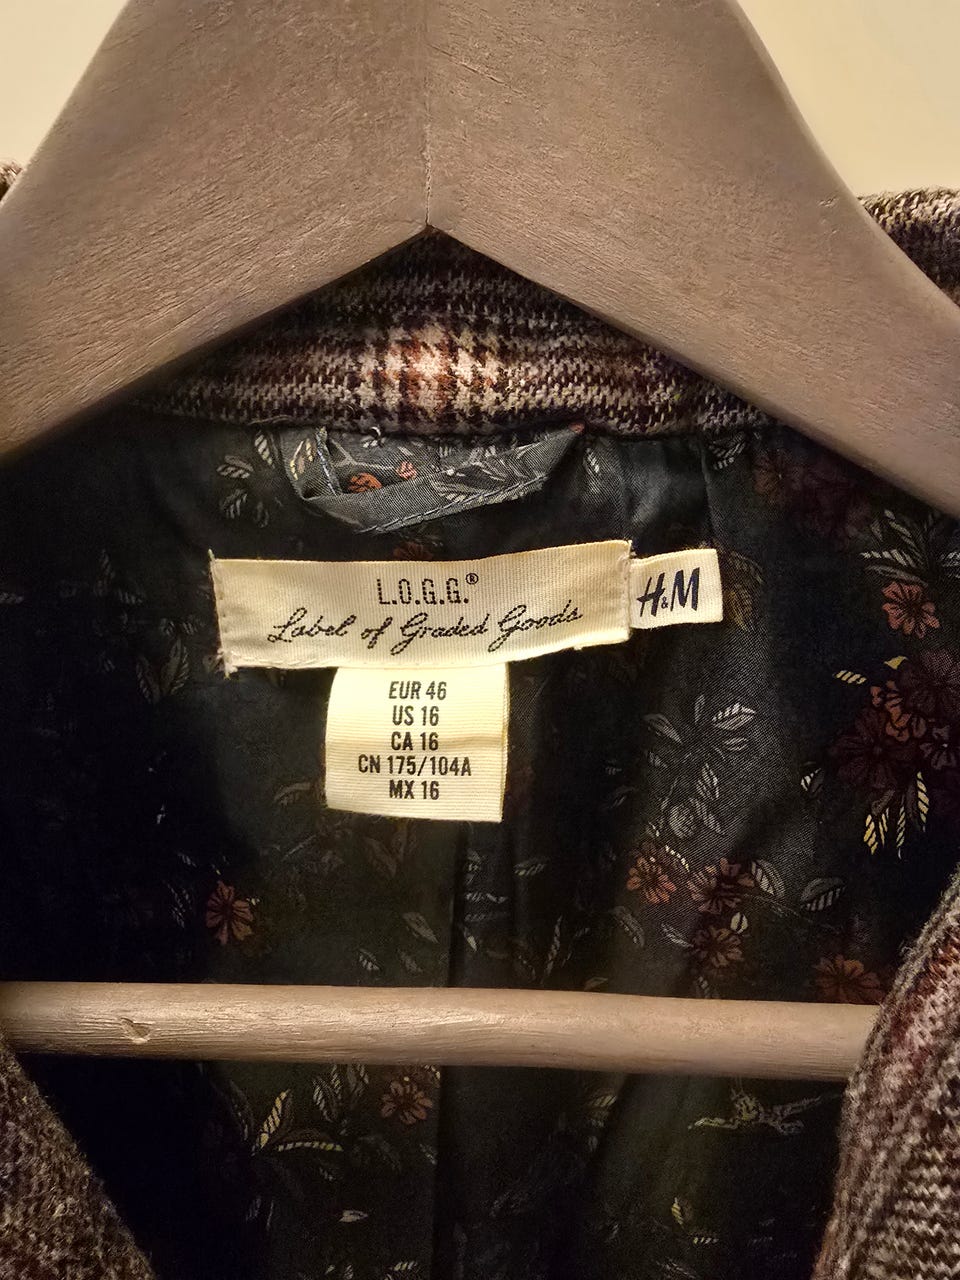 L.O.G.G.®
Label of Graded Goods
H&M
EUR 46
US 16
CA 16
CN 175/104A
MX 16